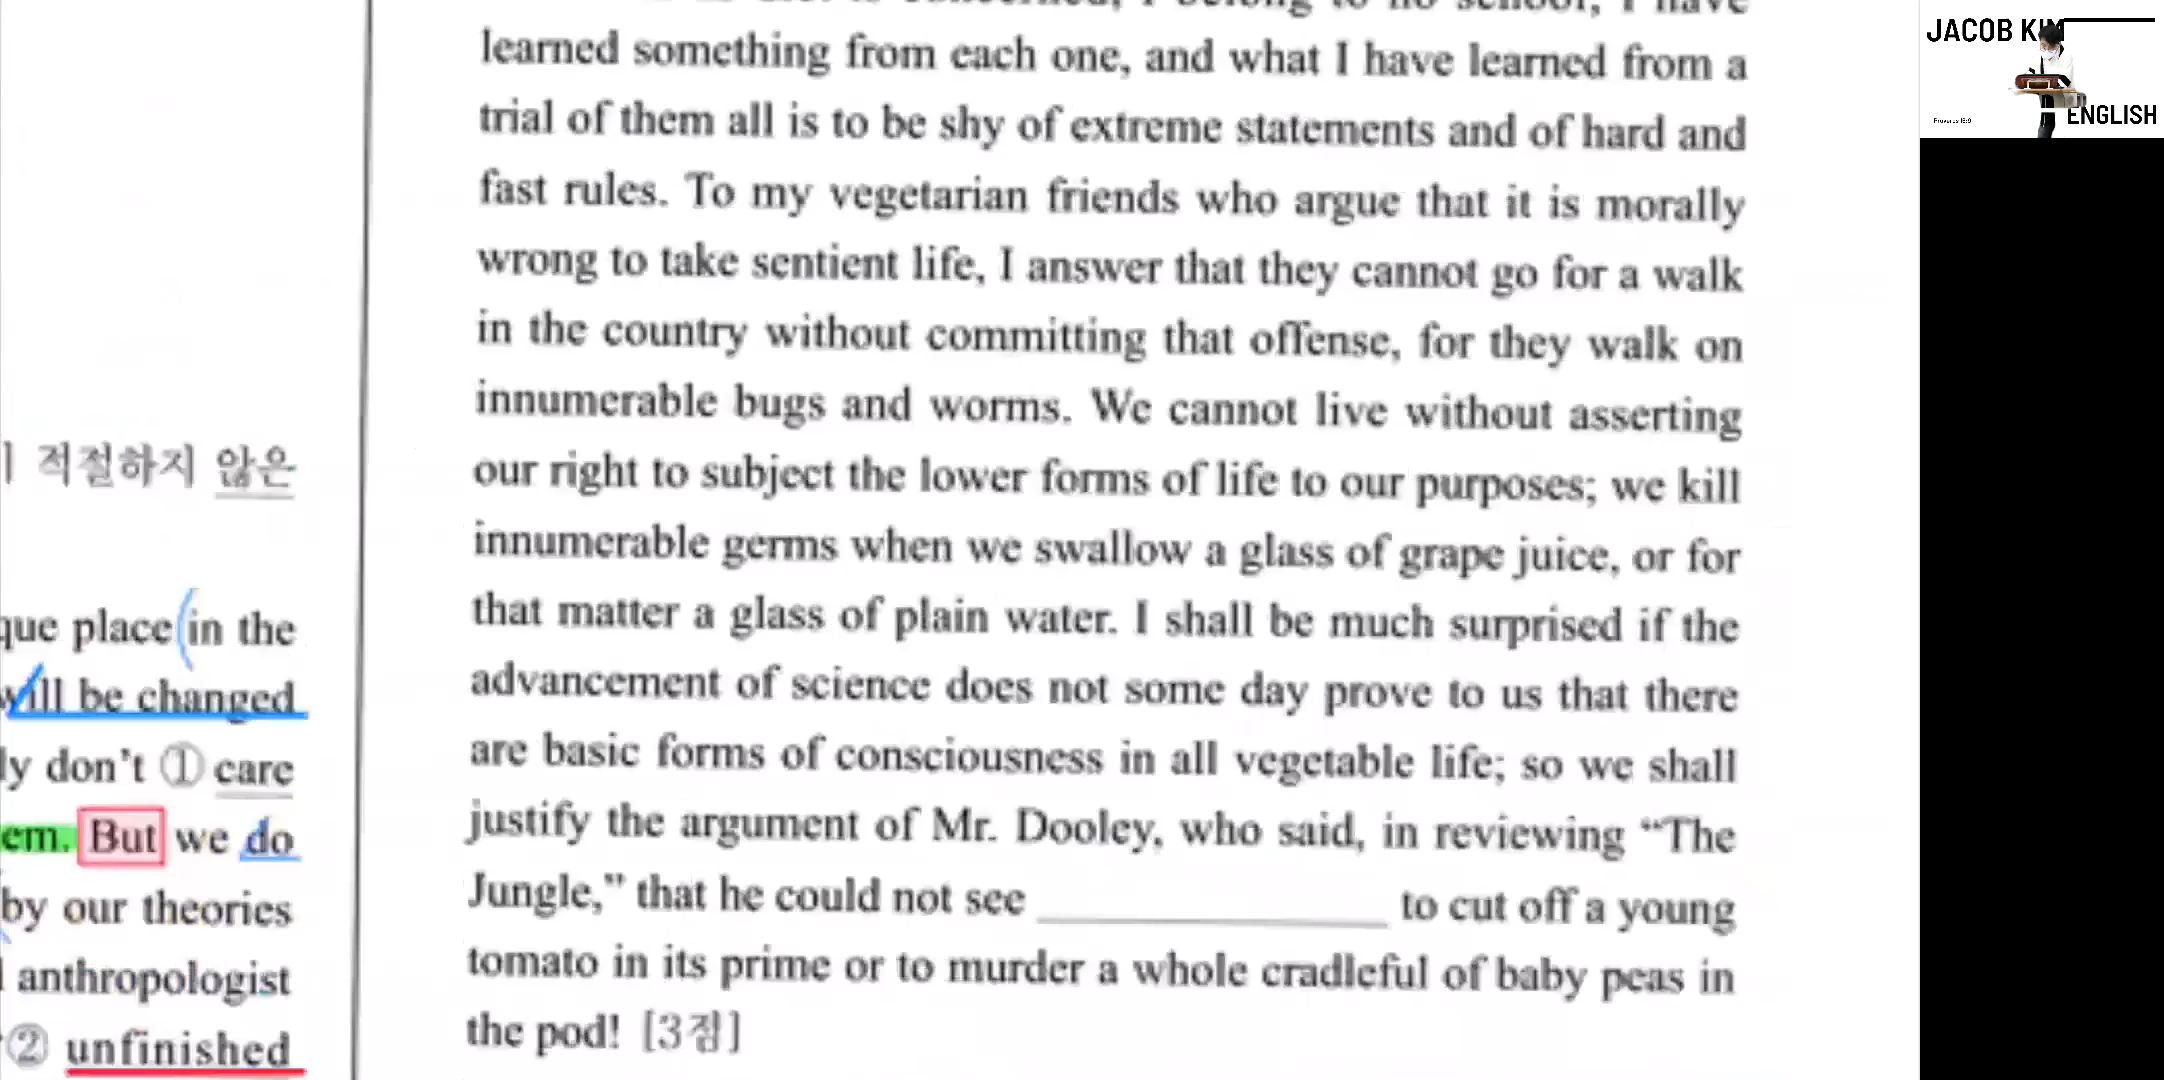 learned something from each one, and what I have learned from a
trial of them all is to be shy of extreme statements and of hard and
fast rules. To my vegetarian friends who argue that it is morally
wrong to take sentient life, I answer that they cannot go for a walk
in the country without committing that offense, for they walk on
innumerable bugs and worms. We cannot live without asserting
our right to subject the lower forms of life to our purposes; we kill
innumerable germs when we swallow a glass of grape juice, or for
that matter a glass of plain water. I shall be much surprised if the
advancement of science does not some day prove to us that there
are basic forms of consciousness in all vegetable life; so we shall
justify the argument of Mr. Dooley, who said, in reviewing “The
Jungle,” that he could not see ____________ to cut off a young
tomato in its prime or to murder a whole cradleful of baby peas in
the pod! [3점]
적절하지 않은
place in the
will be changed
don't ① care
But we do
by our theories
anthropologist
② unfinished
JACOB KIM
ENGLISH